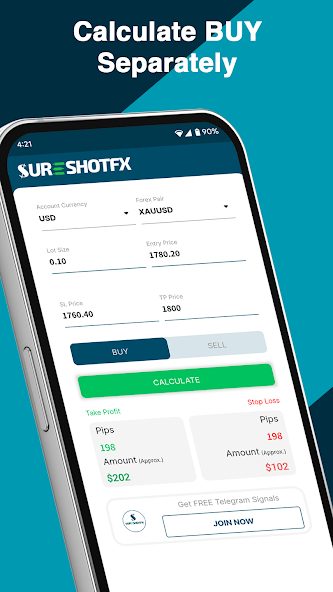 Calculate BUY
Separately
4:21
90%
SURESHOTFX
Account Currency
Forex Pair
USD
XAUUSD
Lot Size
Entry Price
0.10
1780.20
SL Price
TP Price
1760.40
1800
BUY
SELL
CALCULATE
Take Profit
Stop Loss
Pips
Pips
198
198
Amount (Approx.)
Amount (Approx.)
$202
$102
Get FREE Telegram Signals
JOIN NOW